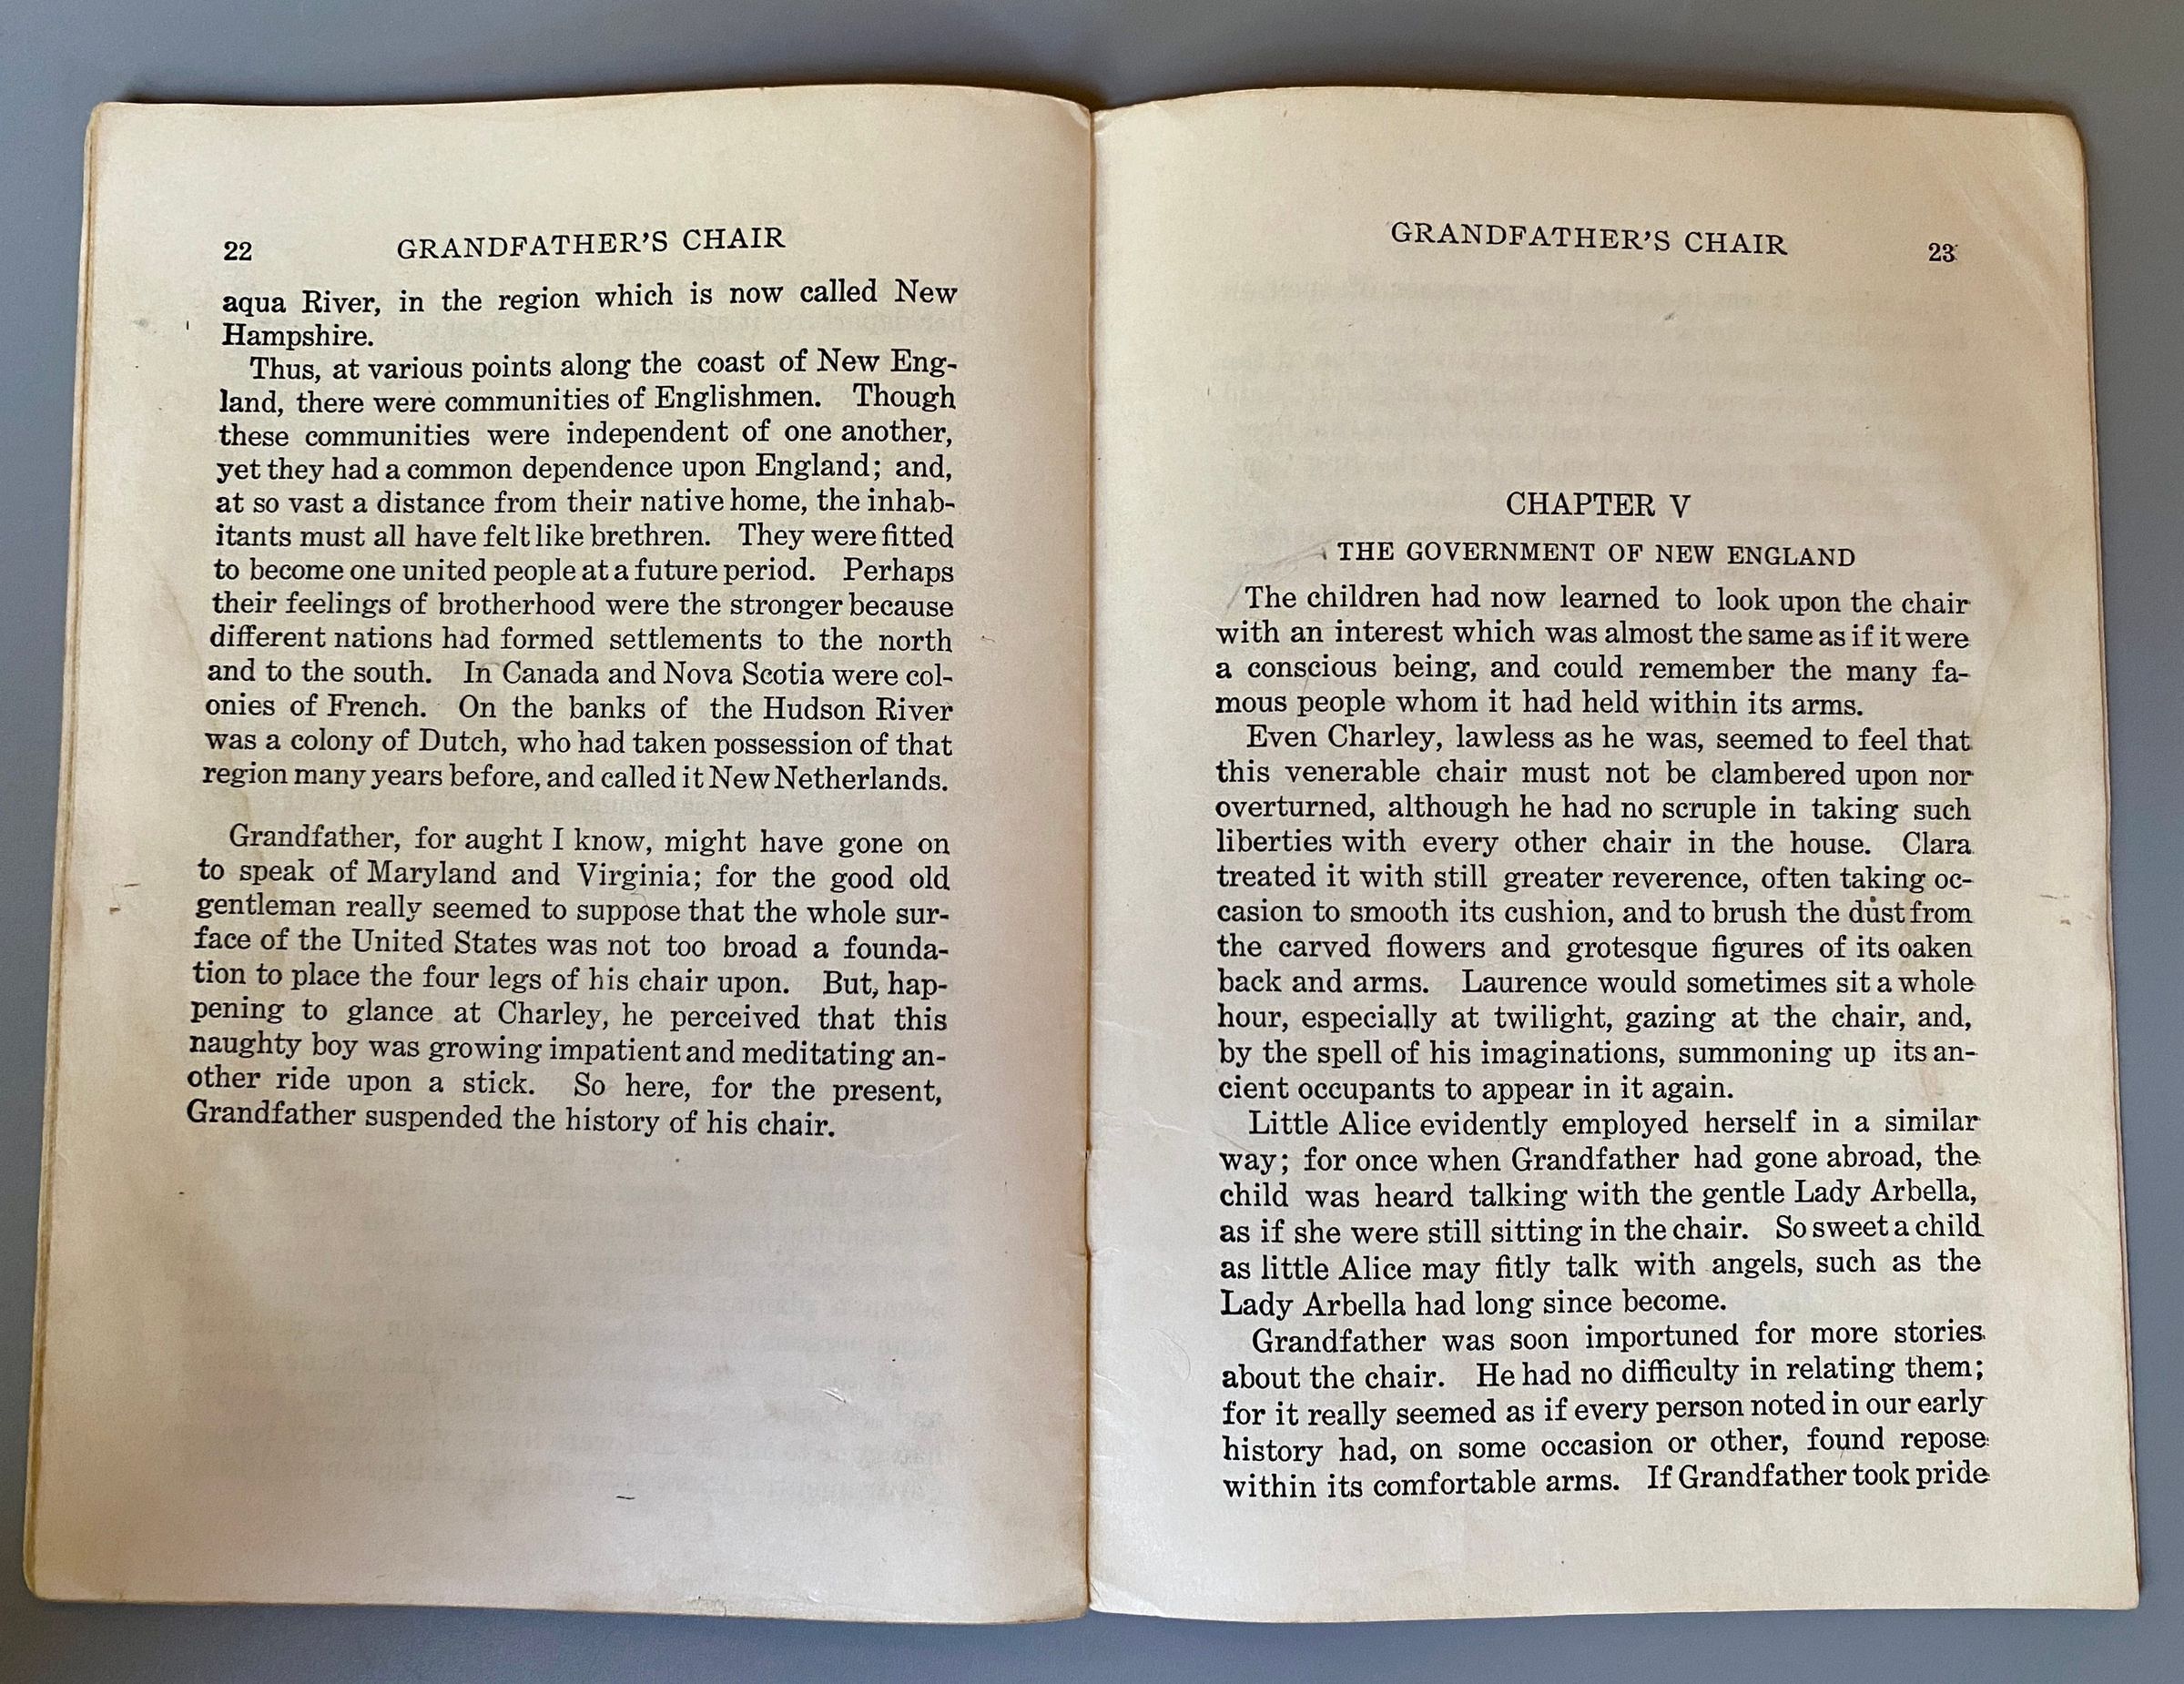 22 GRANDFATHER'S CHAIR
aqua River, in the region which is now called New
Hampshire.
Thus, at various points along the coast of New Eng-
land, there were communities of Englishmen. Though
these communities were independent of one another,
yet they had a common dependence upon England; and,
at so vast a distance from their native home, the inhab-
itants must all have felt like brethren. They were fitted
to become one united people at a future period. Perhaps
their feelings of brotherhood were the stronger because
different nations had formed settlements to the north
and to the south. In Canada and Nova Scotia were col-
onies of French. On the banks of the Hudson River
was a colony of Dutch, who had taken possession of that
region many years before, and called it New Netherlands.
Grandfather, for aught I know, might have gone on
to speak of Maryland and Virginia; for the good old
gentleman really seemed to suppose that the whole sur-
face of the United States was not too broad a founda-
tion to place the four legs of his chair upon. But, hap-
pening to glance at Charley, he perceived that this
naughty boy was growing impatient and meditating an-
other ride upon a stick. So here, for the present,
Grandfather suspended the history of his chair.
GRANDFATHER'S CHAIR 23
CHAPTER V
THE GOVERNMENT OF NEW ENGLAND
The children had now learned to look upon the chair
with an interest which was almost the same as if it were
a conscious being, and could remember the many fa-
mous people whom it had held within its arms.
Even Charley, lawless as he was, seemed to feel that
this venerable chair must not be clambered upon nor
overturned, although he had no scruple in taking such
liberties with every other chair in the house. Clara
treated it with still greater reverence, often taking oc-
casion to smooth its cushion, and to brush the dust from
the carved flowers and grotesque figures of its oaken
back and arms. Laurence would sometimes sit a whole
hour, especially at twilight, gazing at the chair, and,
by the spell of his imaginations, summoning up its an-
cient occupants to appear in it again.
Little Alice evidently employed herself in a similar
way; for once when Grandfather had gone abroad, the
child was heard talking with the gentle Lady Arbella,
as if she were still sitting in the chair. So sweet a child
as little Alice may fitly talk with angels, such as the
Lady Arbella had long since become.
Grandfather was soon importuned for more stories
about the chair. He had no difficulty in relating them;
for it really seemed as if every person noted in our early
history had, on some occasion or other, found repose
within its comfortable arms. If Grandfather took pride